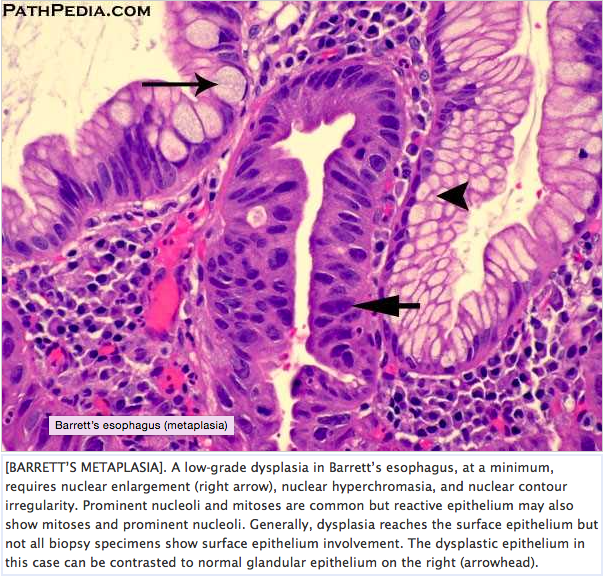 PATHPEDIA.COM
Barrett's esophagus (metaplasia)
[BARRETT'S METAPLASIA]. A low-grade dysplasia in Barrett's esophagus, at a minimum,
requires nuclear enlargement (right arrow), nuclear hyperchromasia, and nuclear contour
irregularity. Prominent nucleoli and mitoses are common but reactive epithelium may also
show mitoses and prominent nucleoli. Generally, dysplasia reaches the surface epithelium but
not all biopsy specimens show surface epithelium involvement. The dysplastic epithelium in
this case can be contrasted to normal glandular epithelium on the right (arrowhead).